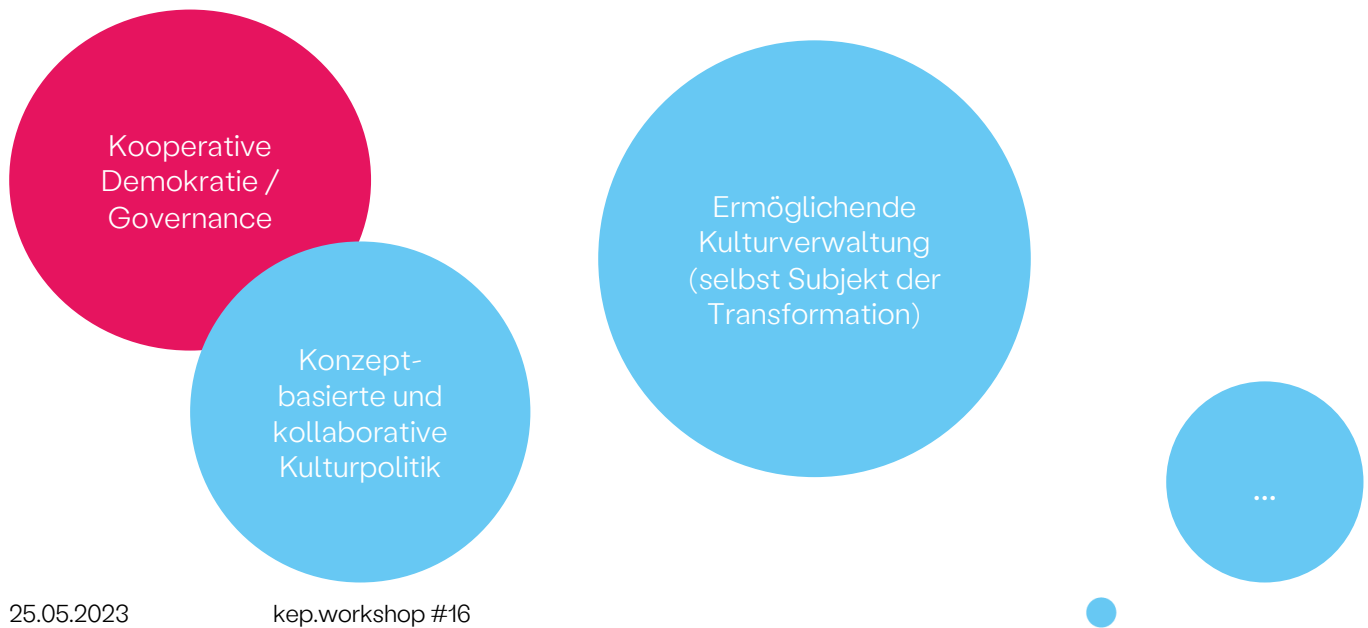 Kooperative
Demokratie /
Governance
Konzept-
basierte und
kollaborative
Kulturpolitik
Ermöglichende
Kulturverwaltung
(selbst Subjekt der
Transformation)
...
25.05.2023
kep.workshop #16